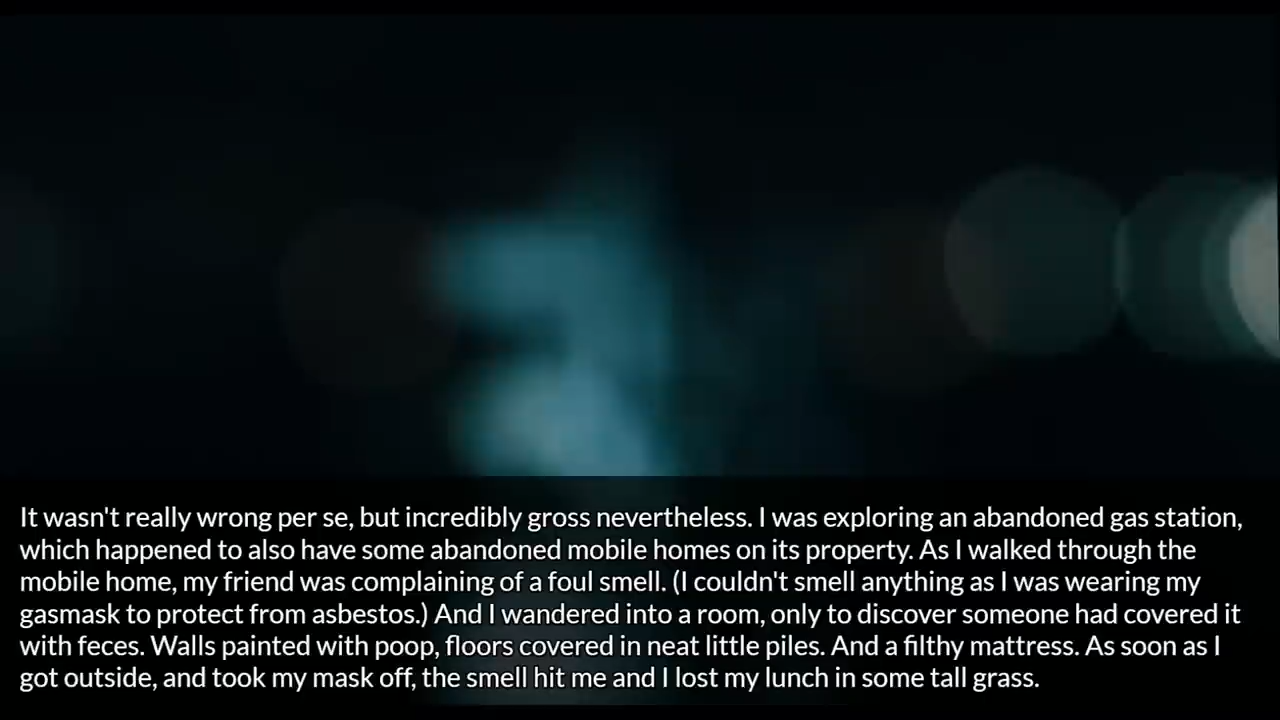 It wasn't really wrong per se, but incredibly gross nevertheless. I was exploring an abandoned gas station,
which happened to also have some abandoned mobile homes on its property. As I walked through the
mobile home, my friend was complaining of a foul smell. (I couldn't smell anything as I was wearing my
gasmask to protect from asbestos.) And I wandered into a room, only to discover someone had covered it
with feces. Walls painted with poop, floors covered in neat little piles. And a filthy mattress. As soon as I
got outside, and took my mask off, the smell hit me and I lost my lunch in some tall grass.